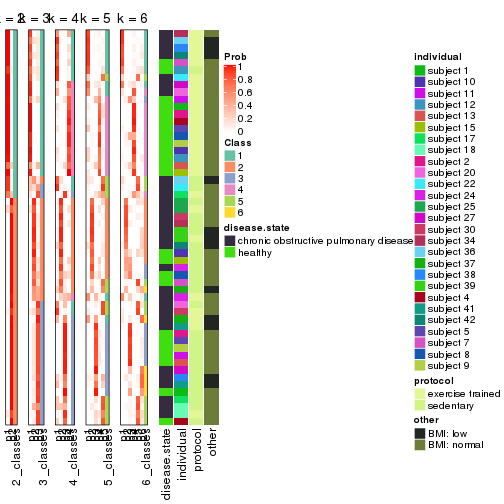 k = 2
k = 3
k = 4
k = 5
k = 6
Prob
1
0.8
0.6
0.4
0.2
0
Class
1
2
3
4
5
6
disease.state
chronic obstructive pulmonary disease
healthy
individual
subject 1
subject 10
subject 11
subject 12
subject 13
subject 15
subject 17
subject 18
subject 2
subject 20
subject 22
subject 24
subject 25
subject 27
subject 30
subject 34
subject 36
subject 37
subject 38
subject 39
subject 4
subject 41
subject 42
subject 5
subject 7
subject 8
subject 9
protocol
exercise trained
sedentary
other
BMI: low
BMI: normal
2_classes
3_classes
4_classes
5_classes
6_classes
disease.state
individual
protocol
other